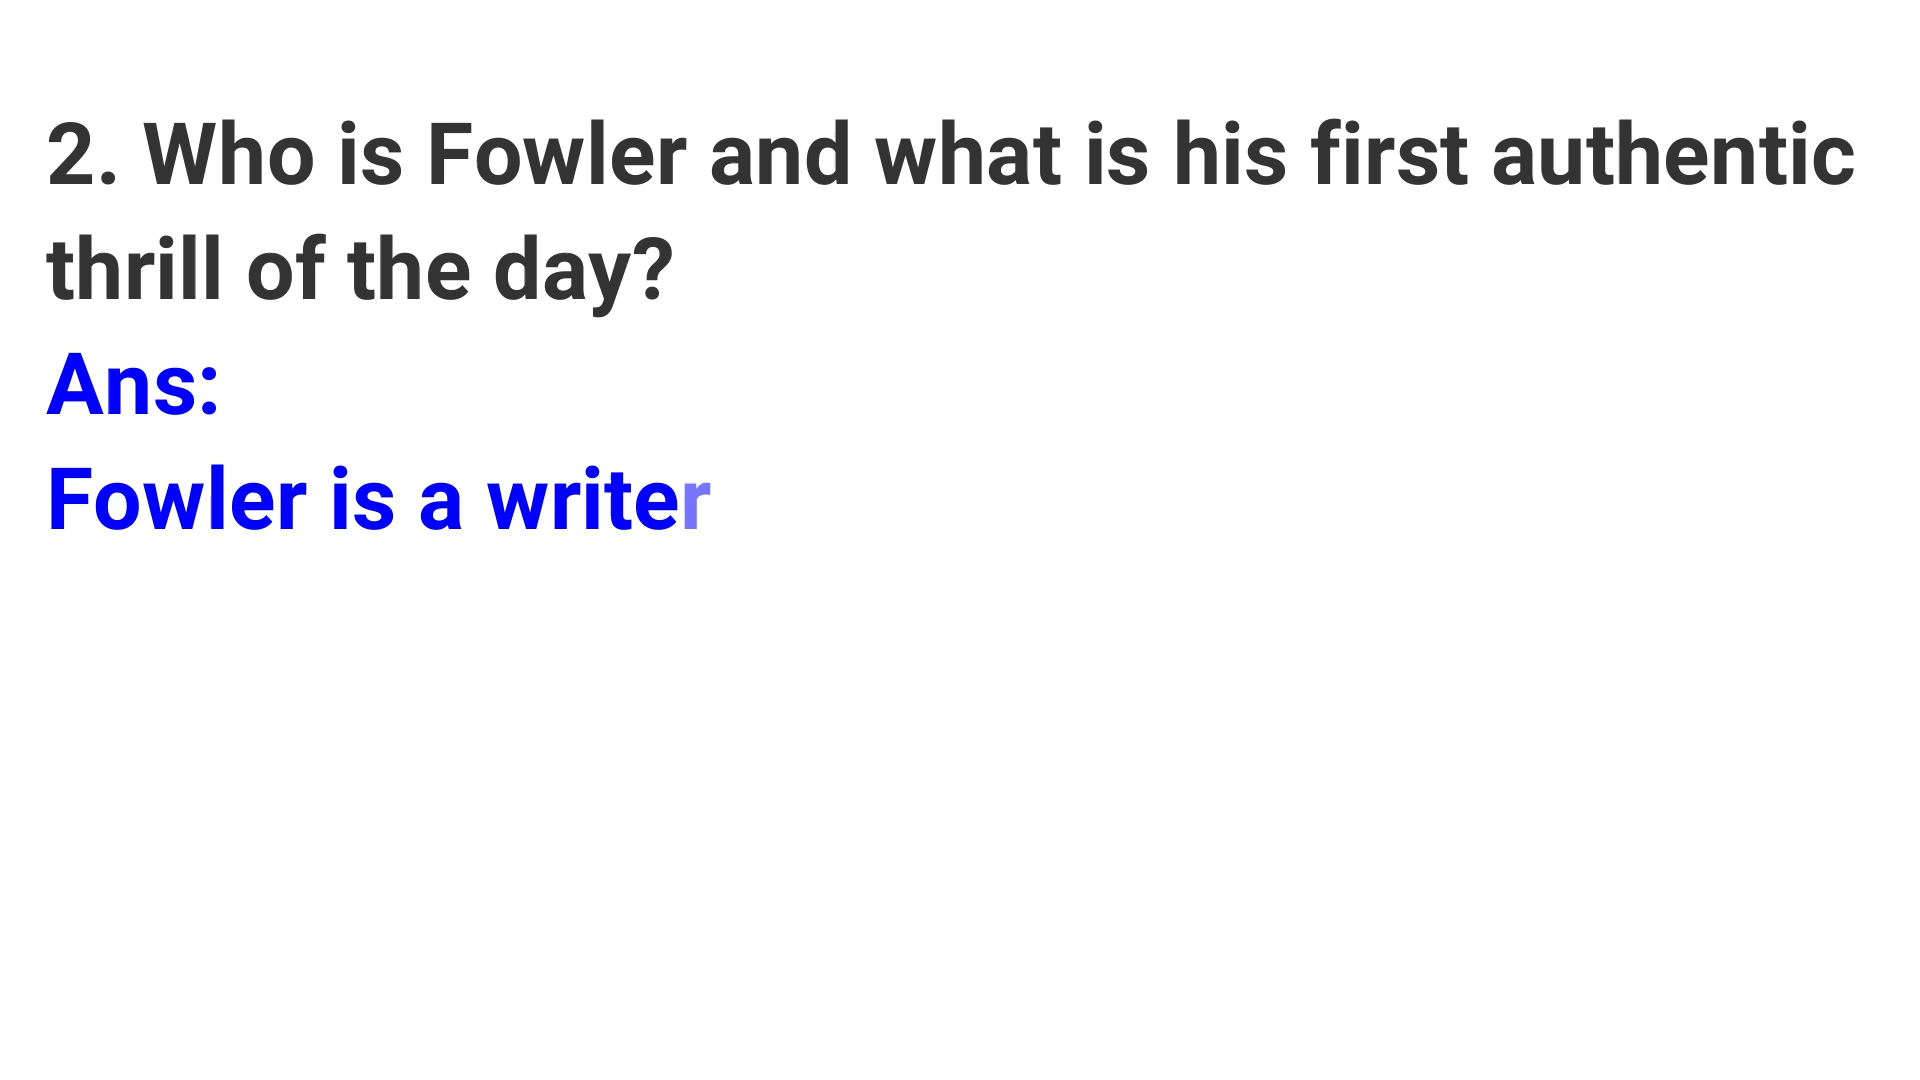 2. Who is Fowler and what is his first authentic
thrill of the day?
Ans:
Fowler is a writer